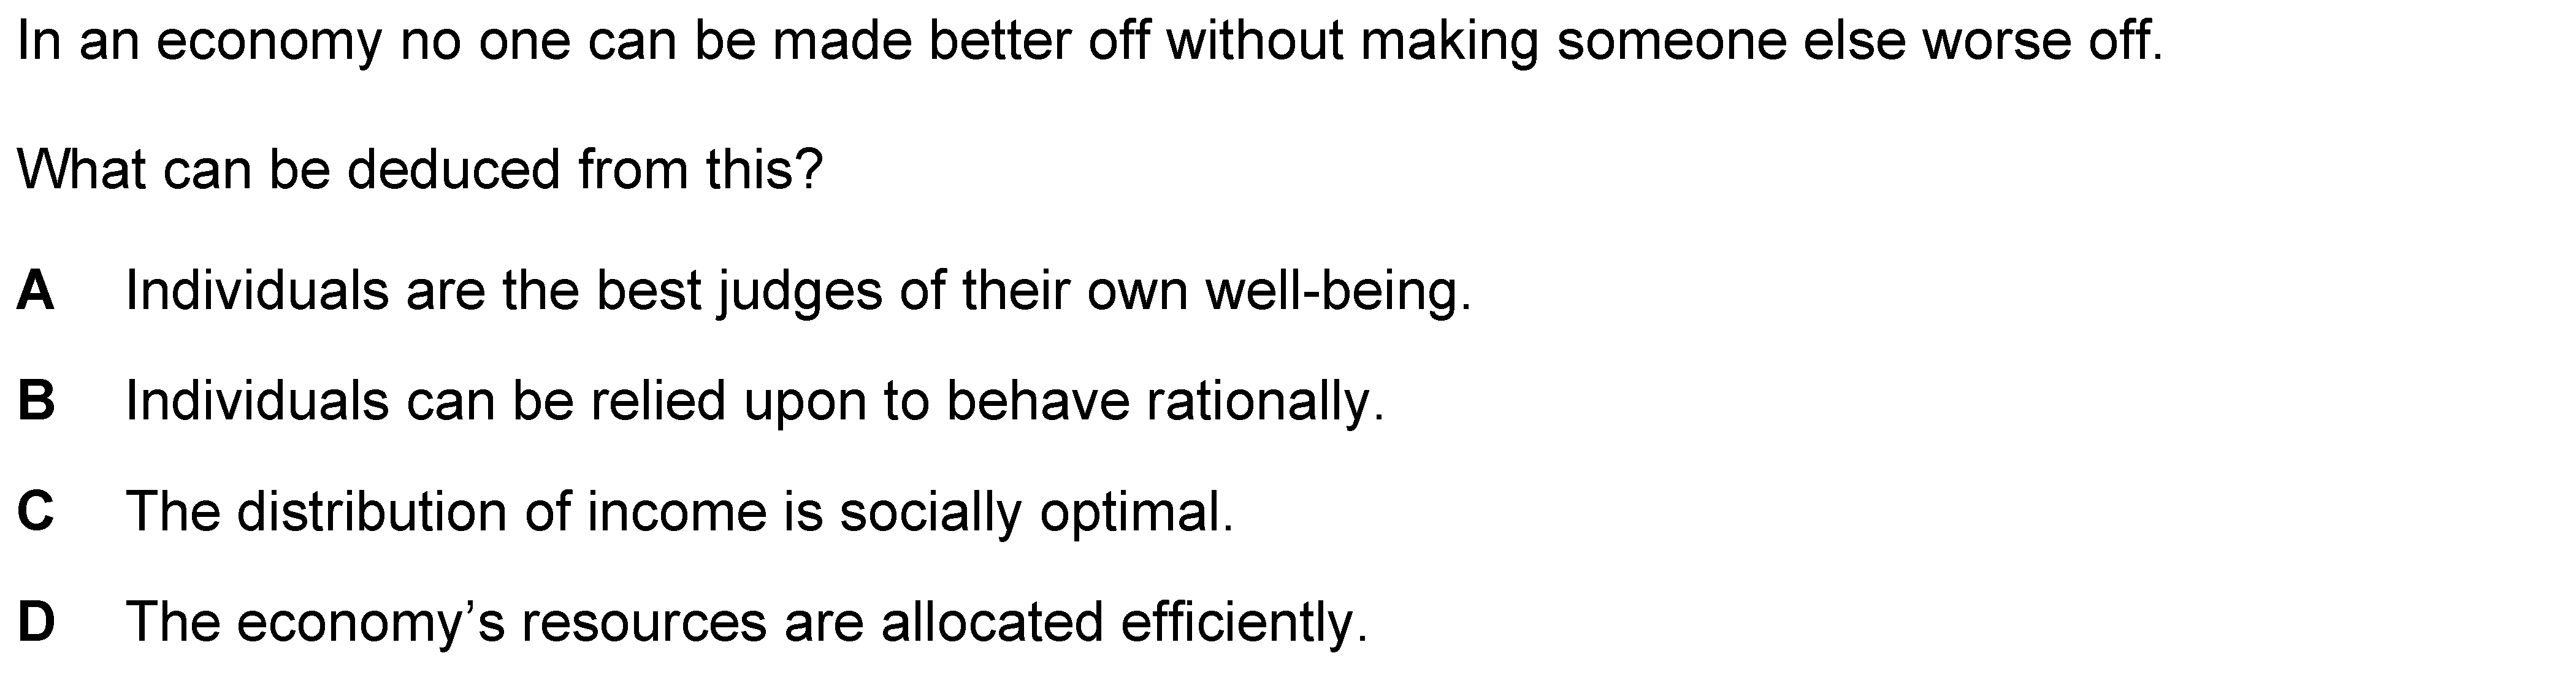 In an economy no one can be made better off without making someone else worse off.
What can be deduced from this?
A Individuals are the best judges of their own well-being.
B Individuals can be relied upon to behave rationally.
C The distribution of income is socially optimal.
D The economy’s resources are allocated efficiently.